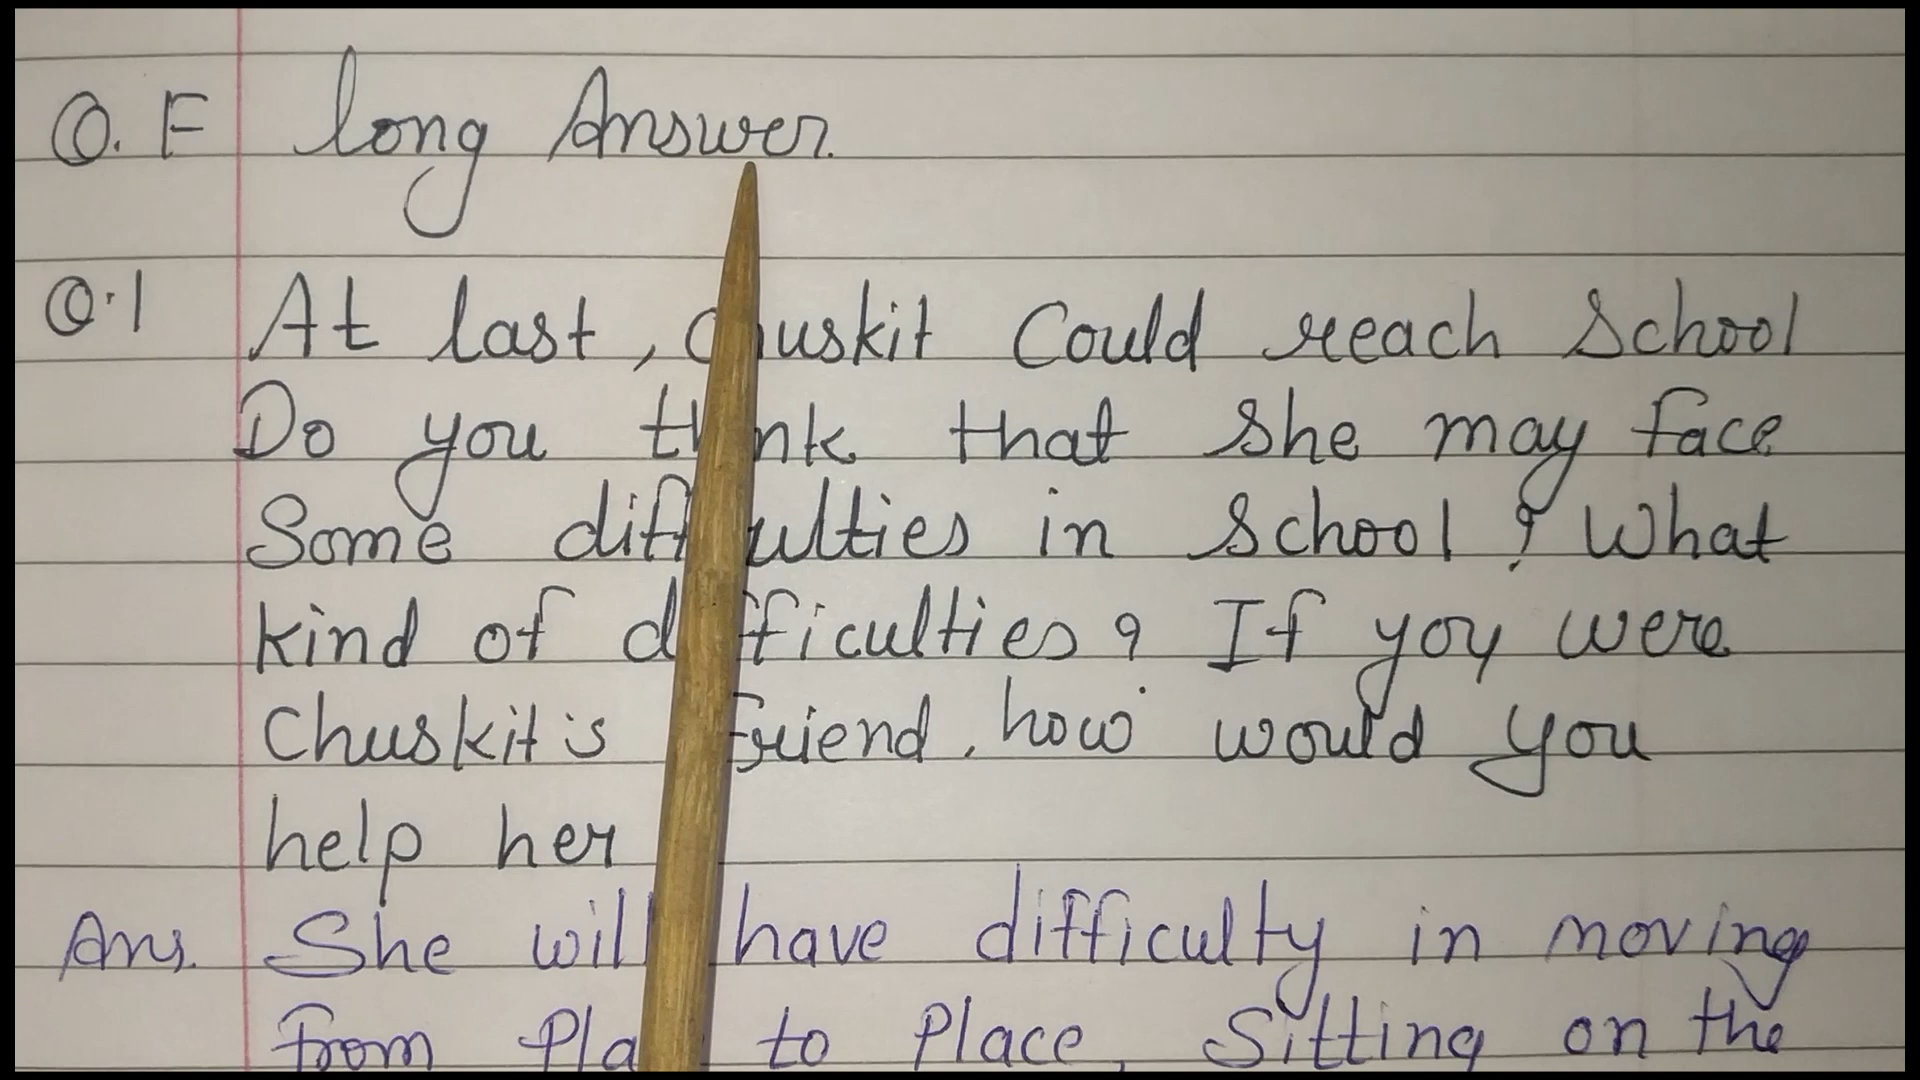 Q.F long Answer.
Q.1 At last, Chuskit Could reach School
Do you think that She may face
Some difficulties in School? What
kind of difficulties? If you were
Chuskit's friend, how would you
help her
Ans. She will have difficulty in moving
from Place to Place, Sitting on the